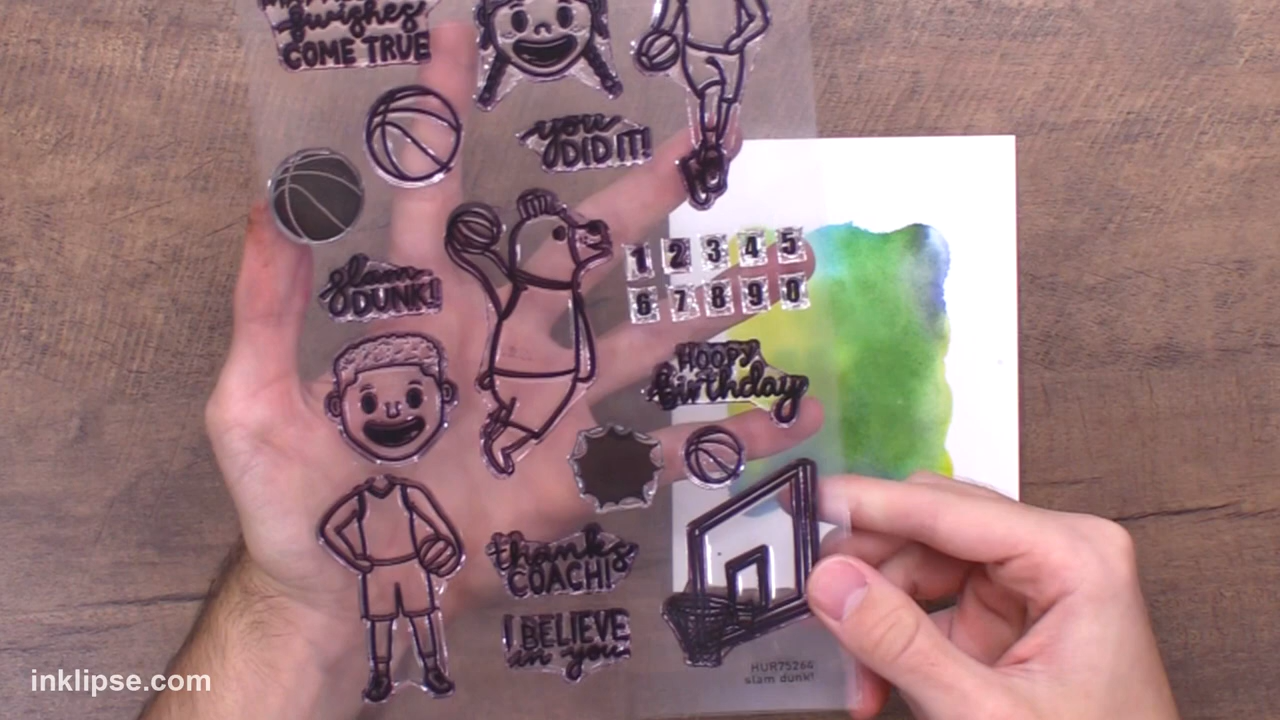 wishes
COME TRUE
you
DID IT!
slam
DUNK!
1 2 3 4 5
6 7 8 9 0
HOOPY
birthday
thanks
COACH!
I BELIEVE
in you
HUR75264
slam dunk!
inklipse.com